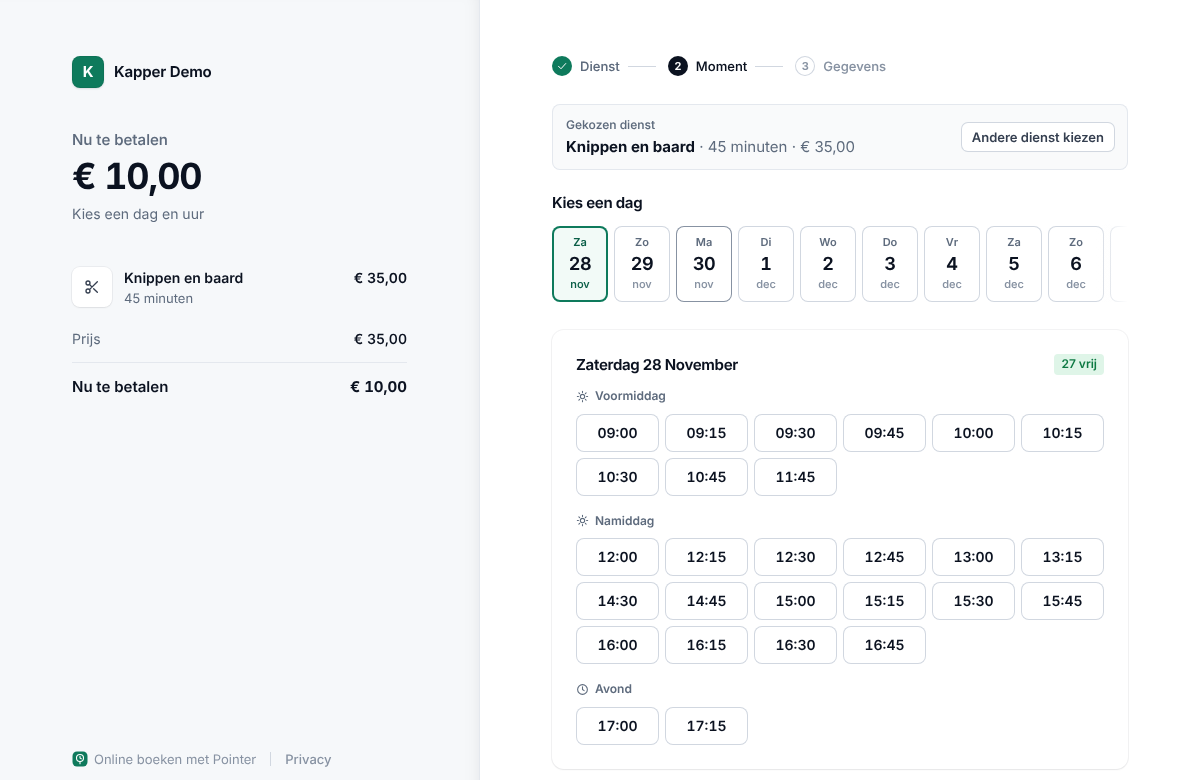 K Kapper Demo
Nu te betalen
€ 10,00
Kies een dag en uur
Knippen en baard € 35,00
45 minuten
Prijs € 35,00
Nu te betalen € 10,00
Online boeken met Pointer Privacy
Dienst 2 Moment 3 Gegevens
Gekozen dienst
Knippen en baard · 45 minuten · € 35,00
Andere dienst kiezen
Kies een dag
Za Zo Ma Di Wo Do Vr Za Zo
28 29 30 1 2 3 4 5 6
nov nov nov dec dec dec dec dec dec
Zaterdag 28 November 27 vrij
Voormiddag
09:00 09:15 09:30 09:45 10:00 10:15
10:30 10:45 11:45
Namiddag
12:00 12:15 12:30 12:45 13:00 13:15
14:30 14:45 15:00 15:15 15:30 15:45
16:00 16:15 16:30 16:45
Avond
17:00 17:15